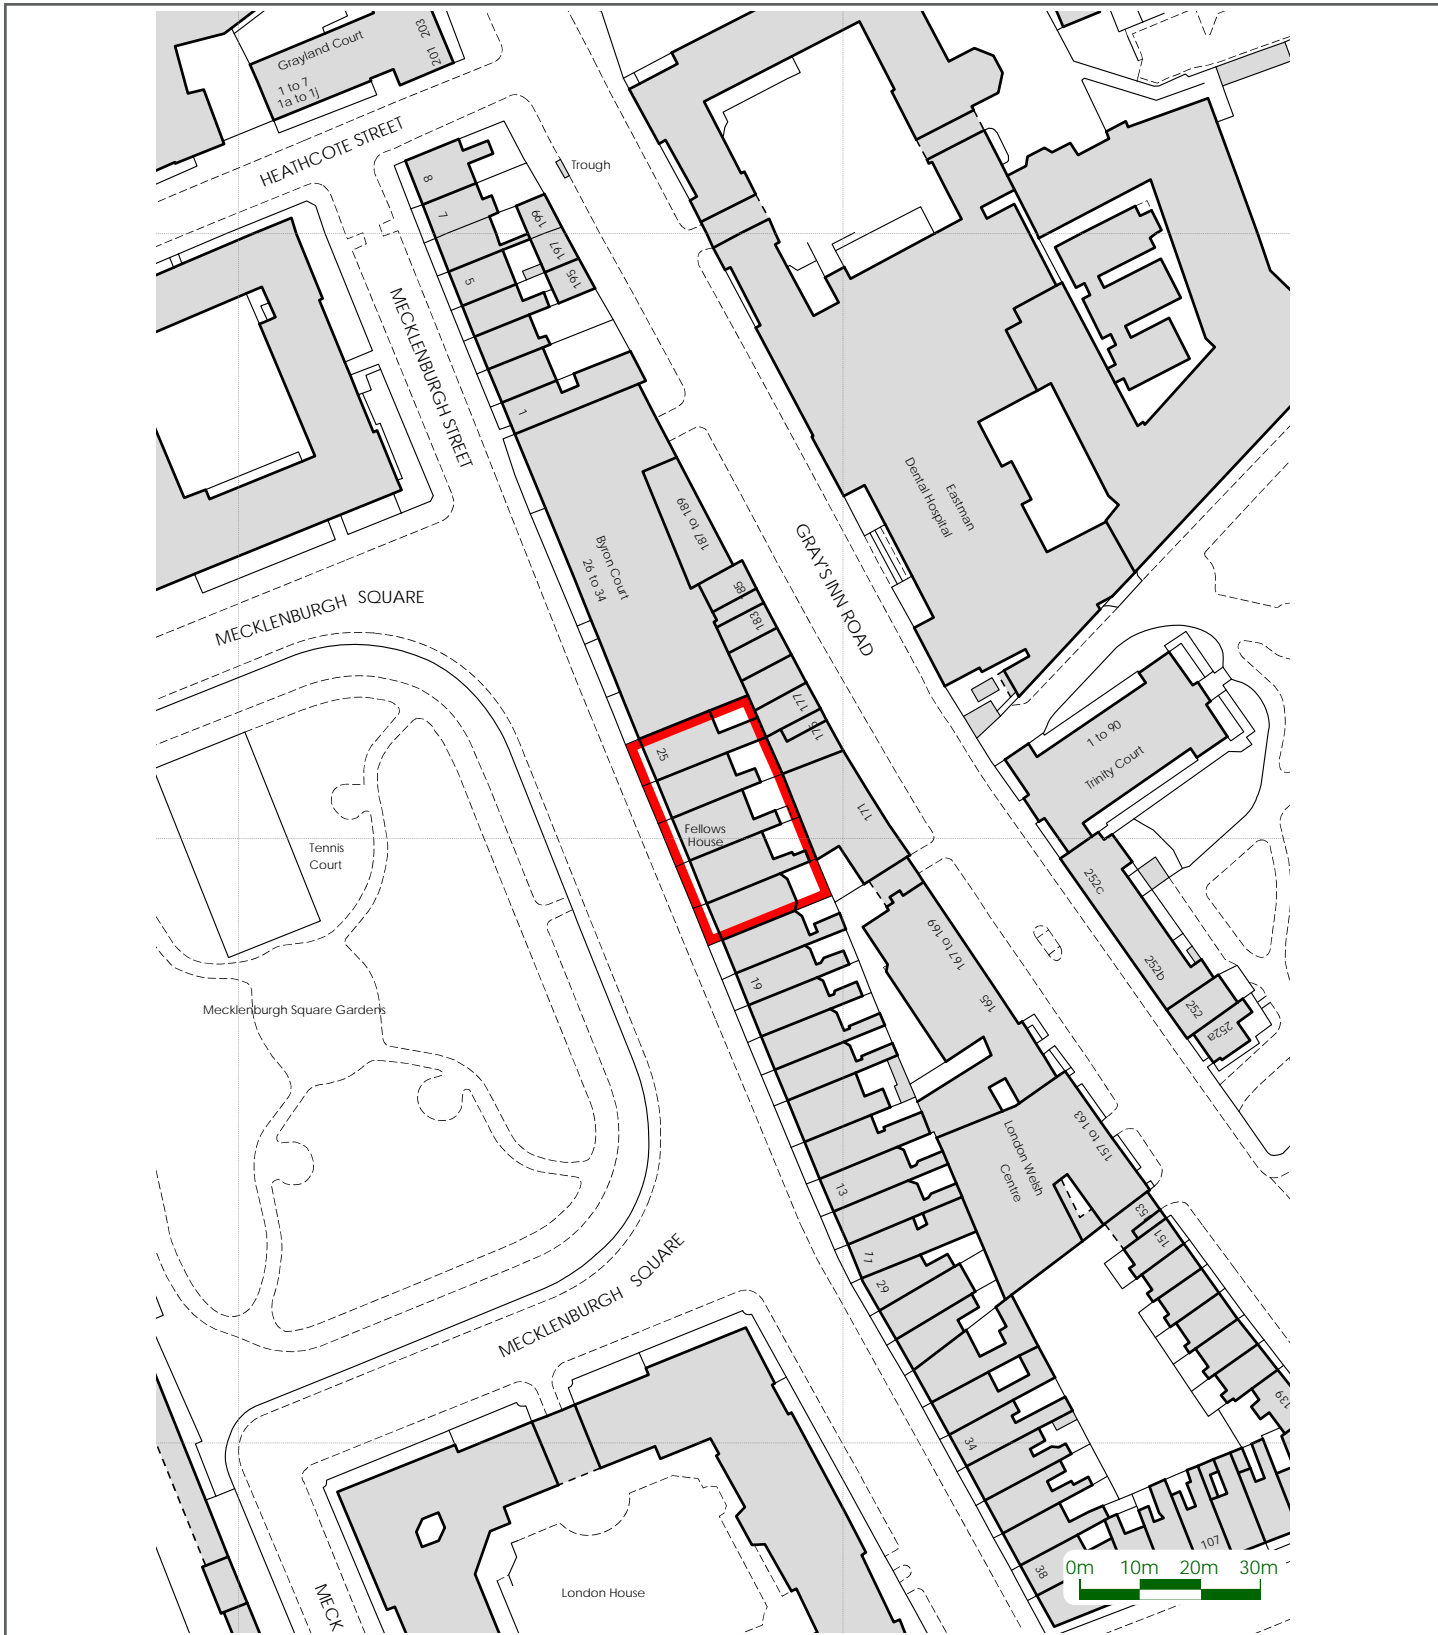 Grayland Court
203
201
1 to 7
1a to 1j
HEATHCOTE STREET
Trough
8
7
5
1
199
197
195
MECKLENBURGH STREET
187 to 189
Byron Court
26 to 34
185
183
177
175
171
GRAY'S INN ROAD
Eastman
Dental Hospital
MECKLENBURGH SQUARE
1 to 90
Trinity Court
25
Fellows
House
Tennis
Court
252c
252b
252
252a
167 to 169
165
19
Mecklenburgh Square Gardens
London Welsh
Centre
157 to 163
13
11
29
53
151
139
MECKLENBURGH SQUARE
34
38
107
London House
MECK
0m 10m 20m 30m